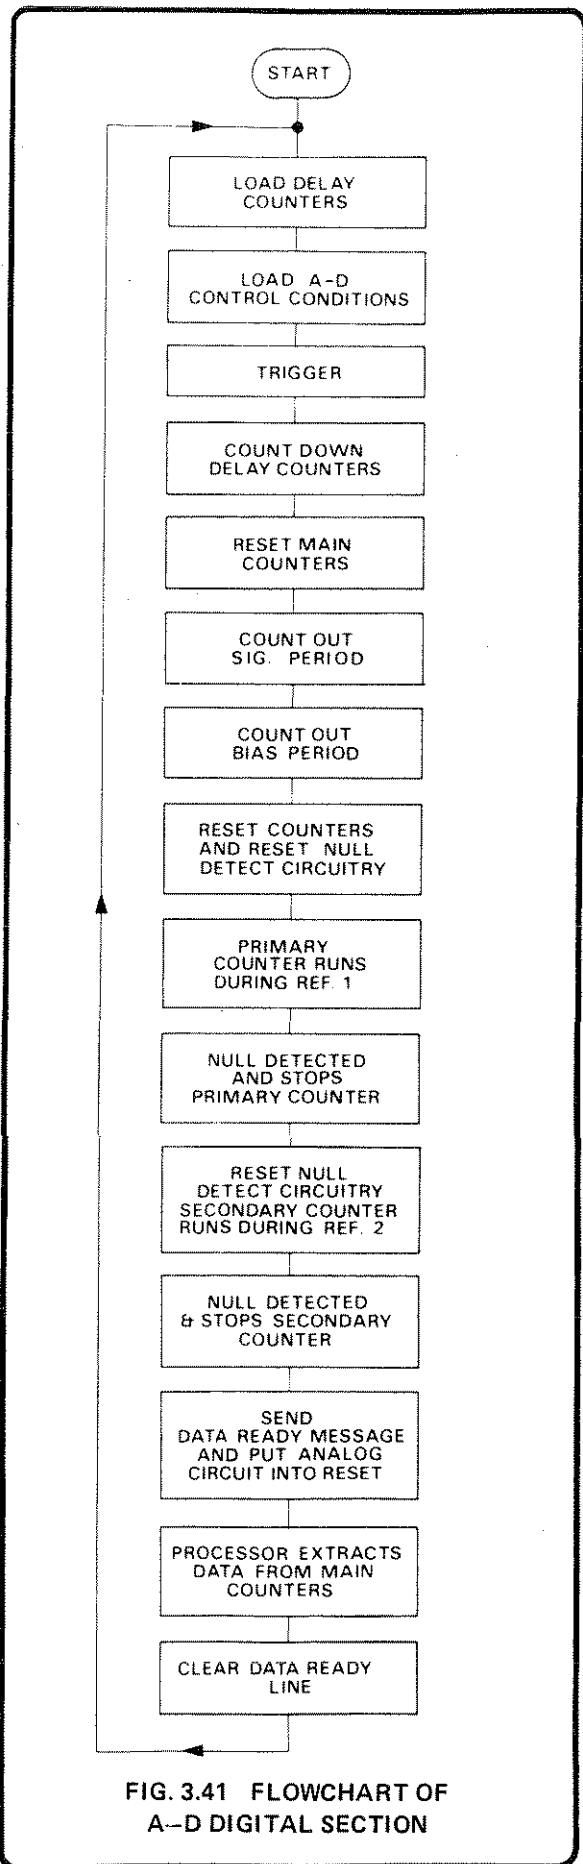 START
LOAD DELAY
COUNTERS
LOAD A-D
CONTROL CONDITIONS
TRIGGER
COUNT DOWN
DELAY COUNTERS
RESET MAIN
COUNTERS
COUNT OUT
SIG. PERIOD
COUNT OUT
BIAS PERIOD
RESET COUNTERS
AND RESET NULL
DETECT CIRCUITRY
PRIMARY
COUNTER RUNS
DURING REF. 1
NULL DETECTED
AND STOPS
PRIMARY COUNTER
RESET NULL
DETECT CIRCUITRY
SECONDARY COUNTER
RUNS DURING REF. 2
NULL DETECTED
& STOPS SECONDARY
COUNTER
SEND
DATA READY MESSAGE
AND PUT ANALOG
CIRCUIT INTO RESET
PROCESSOR EXTRACTS
DATA FROM MAIN
COUNTERS
CLEAR DATA READY
LINE
FIG. 3.41 FLOWCHART OF
A–D DIGITAL SECTION